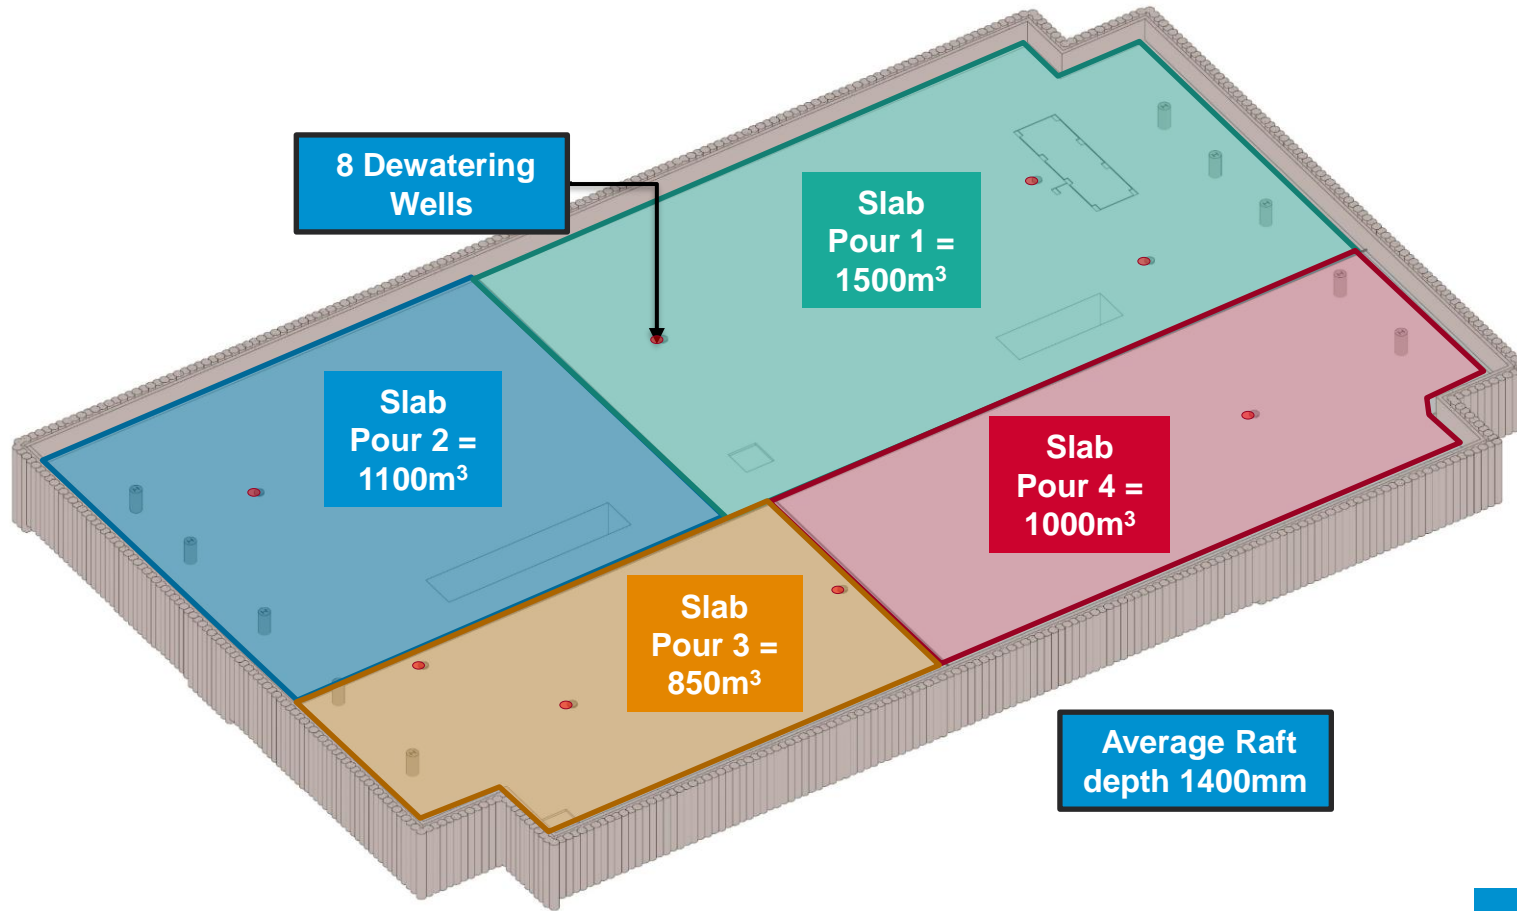 8 Dewatering
Wells
Slab
Pour 1 =
1500m³
Slab
Pour 2 =
1100m³
Slab
Pour 4 =
1000m³
Slab
Pour 3 =
850m³
Average Raft
depth 1400mm